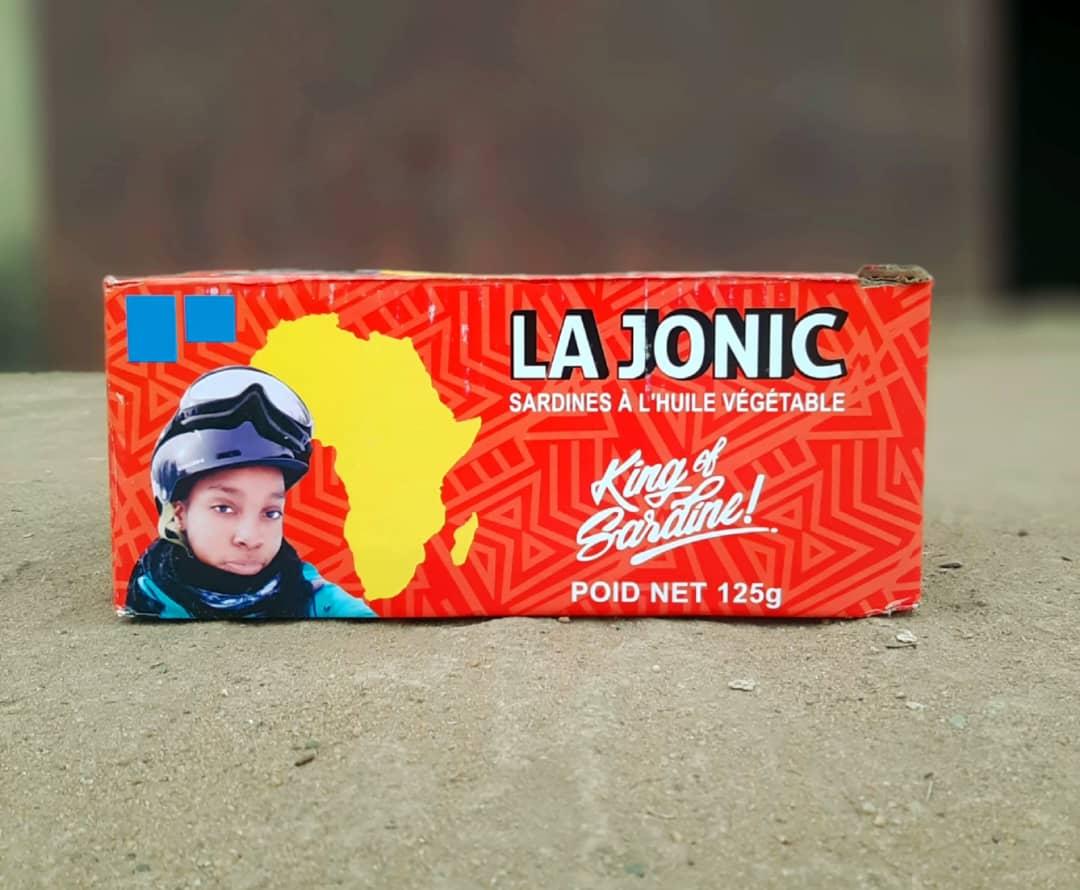 LA JONIC
SARDINES À L'HUILE VÉGÉTABLE
King of
Sardine!
POID NET 125g